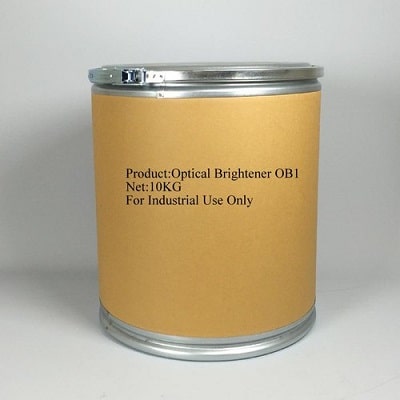 Product:Optical Brightener OB1
Net:10KG
For Industrial Use Only